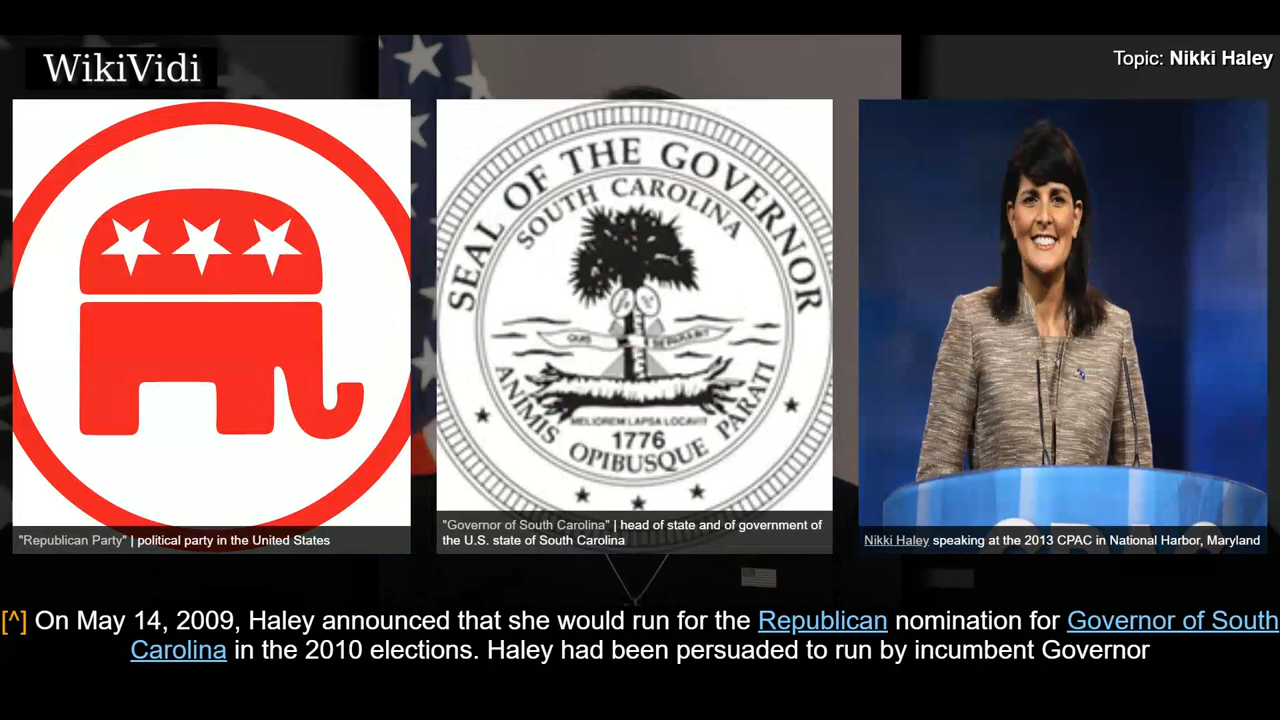 WikiVidi
Topic: Nikki Haley
SEAL OF THE GOVERNOR
SOUTH CAROLINA
QUIS SEPARABIT
MELIOREM LAPSA LOCAVIT
1776
ANIMIS OPIBUSQUE PARATI
"Republican Party" | political party in the United States
"Governor of South Carolina" | head of state and of government of
the U.S. state of South Carolina
Nikki Haley speaking at the 2013 CPAC in National Harbor, Maryland
[^] On May 14, 2009, Haley announced that she would run for the Republican nomination for Governor of South
Carolina in the 2010 elections. Haley had been persuaded to run by incumbent Governor